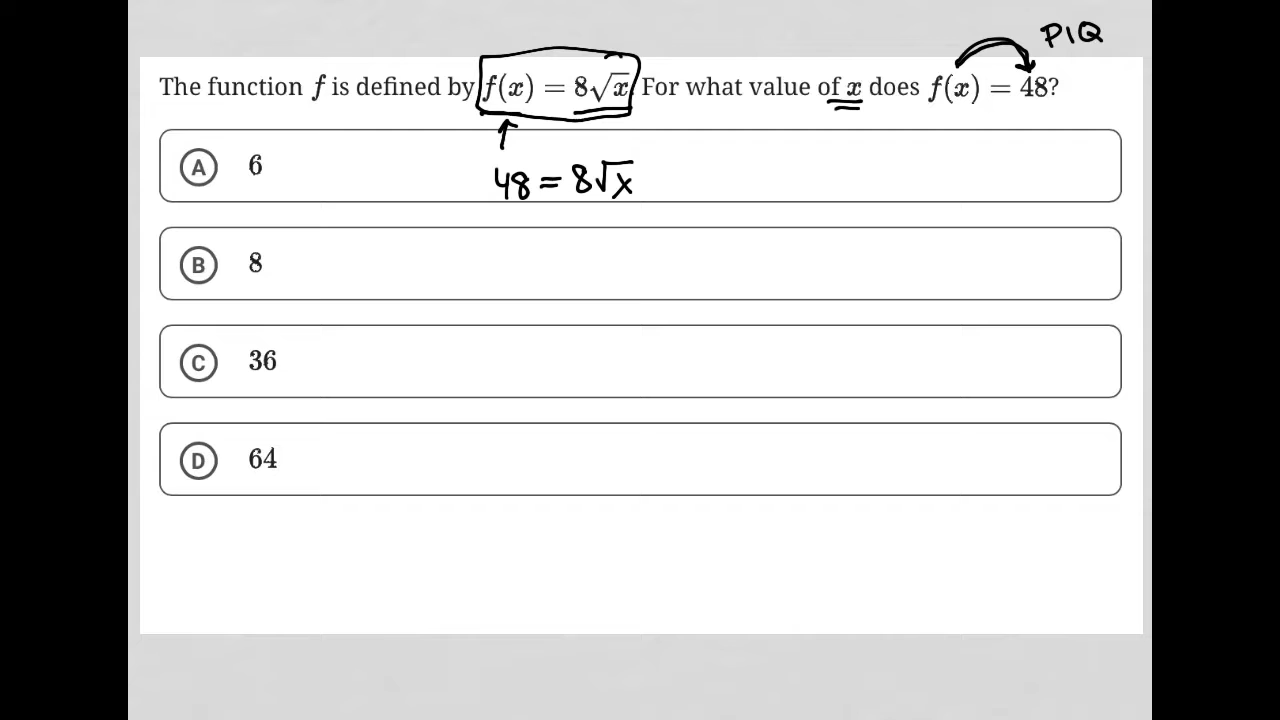 PIQ
The function f is defined by f(x) = 8√x. For what value of x does f(x) = 48?
A 6
48 = 8√x
B 8
C 36
D 64